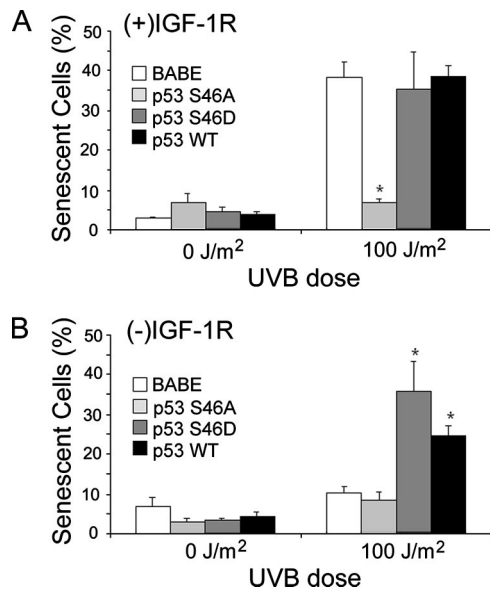 A
(+)IGF-1R
Senescent Cells (%)
50
40
30
20
10
0
BABE
p53 S46A
p53 S46D
p53 WT
*
0 J/m²
100 J/m²
UVB dose
B
(-)IGF-1R
Senescent Cells (%)
50
40
30
20
10
0
BABE
p53 S46A
p53 S46D
p53 WT
*
*
0 J/m²
100 J/m²
UVB dose